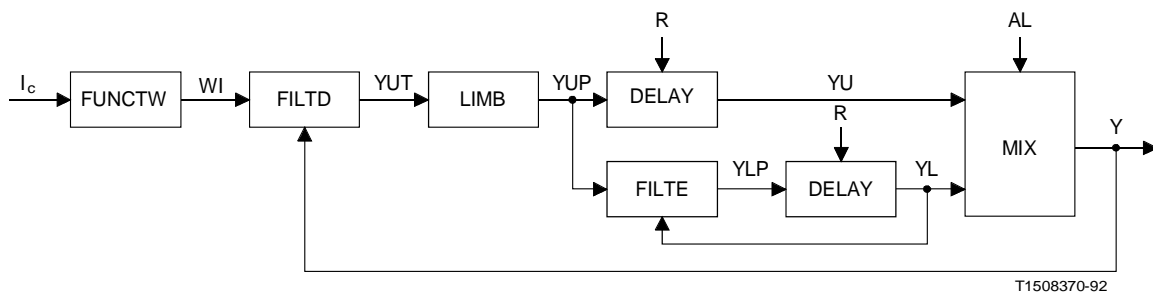 R
AL
I c
WI
YUT
YUP
YU
FUNCTW
FILTD
LIMB
DELAY
R
Y
MIX
YLP
YL
FILTE
DELAY
T1508370-92